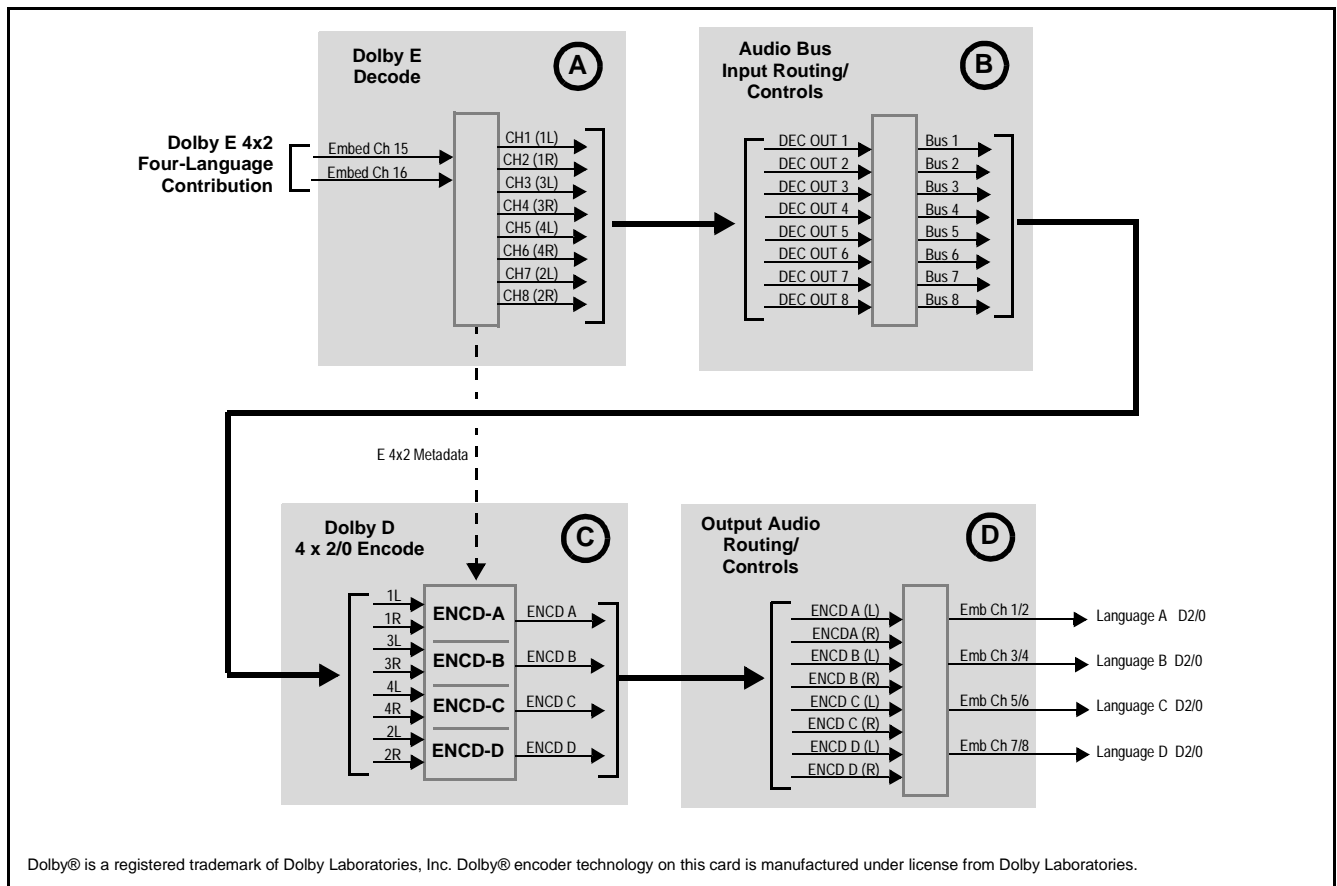 Dolby E
Decode
A
Dolby E 4x2
Four-Language
Contribution
Embed Ch 15
Embed Ch 16
CH1 (1L)
CH2 (1R)
CH3 (3L)
CH4 (3R)
CH5 (4L)
CH6 (4R)
CH7 (2L)
CH8 (2R)
Audio Bus
Input Routing/
Controls
B
DEC OUT 1
DEC OUT 2
DEC OUT 3
DEC OUT 4
DEC OUT 5
DEC OUT 6
DEC OUT 7
DEC OUT 8
Bus 1
Bus 2
Bus 3
Bus 4
Bus 5
Bus 6
Bus 7
Bus 8
E 4x2 Metadata
Dolby D
4 x 2/0 Encode
C
1L
1R
3L
3R
4L
4R
2L
2R
ENCD-A
ENCD-B
ENCD-C
ENCD-D
ENCD A
ENCD B
ENCD C
ENCD D
Output Audio
Routing/
Controls
D
ENCD A (L)
ENCDA (R)
ENCD B (L)
ENCD B (R)
ENCD C (L)
ENCD C (R)
ENCD D (L)
ENCD D (R)
Emb Ch 1/2
Emb Ch 3/4
Emb Ch 5/6
Emb Ch 7/8
Language A D2/0
Language B D2/0
Language C D2/0
Language D D2/0
Dolby® is a registered trademark of Dolby Laboratories, Inc. Dolby® encoder technology on this card is manufactured under license from Dolby Laboratories.